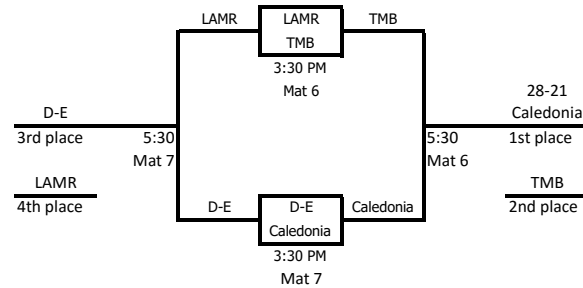 LAMR
LAMR
TMB
TMB
3:30 PM
Mat 6
D-E
3rd place
5:30
Mat 7
28-21
Caledonia
1st place
5:30
Mat 6
LAMR
4th place
TMB
2nd place
D-E
D-E
Caledonia
Caledonia
3:30 PM
Mat 7